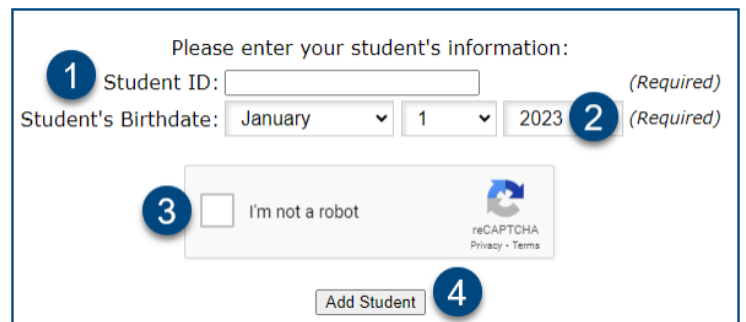 Please enter your student's information:
1 Student ID: (Required)
Student's Birthdate: January 1 2023 2 (Required)
3 I'm not a robot
reCAPTCHA
Privacy - Terms
Add Student 4